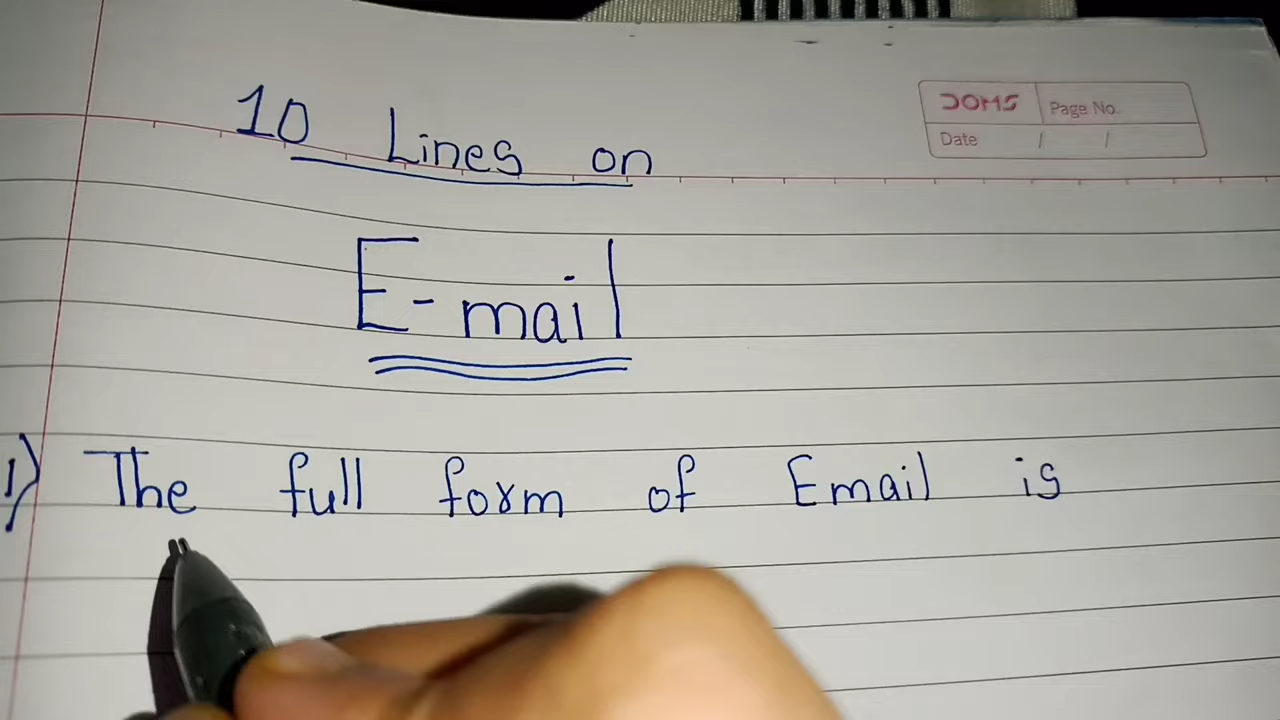 10 Lines on
DOMS Page No.
Date / /
E-mail
1) The full form of Email is